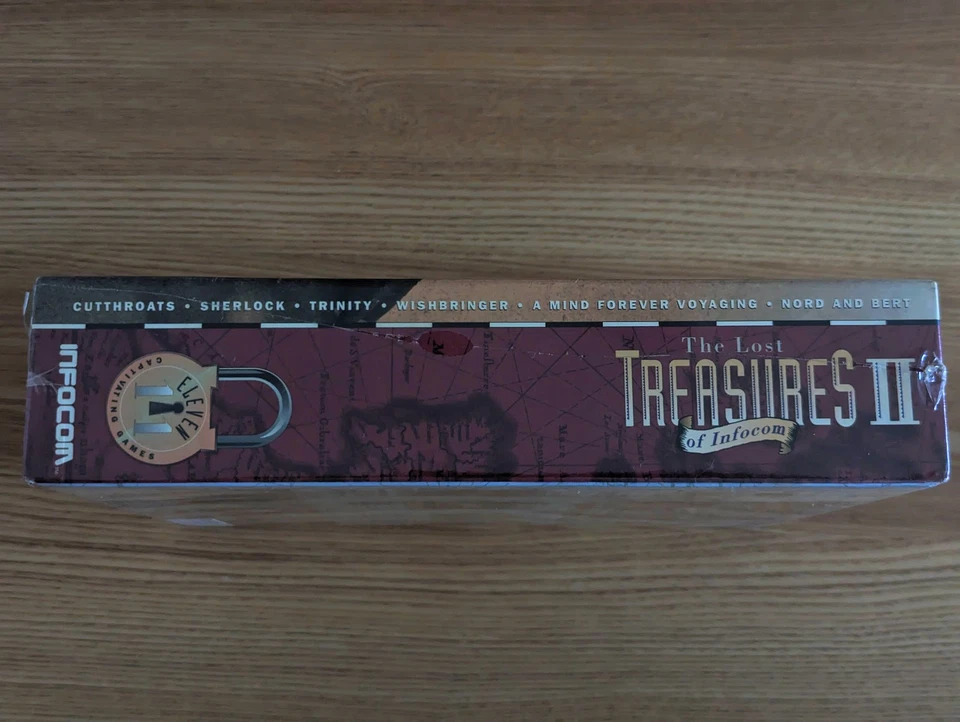 CUTTHROATS • SHERLOCK • TRINITY • WISHBRINGER • A MIND FOREVER VOYAGING • NORD AND BERT
INFOCOM
ELEVEN
11
CAPTIVATING GAMES
The Lost
TREASURES II
of Infocom